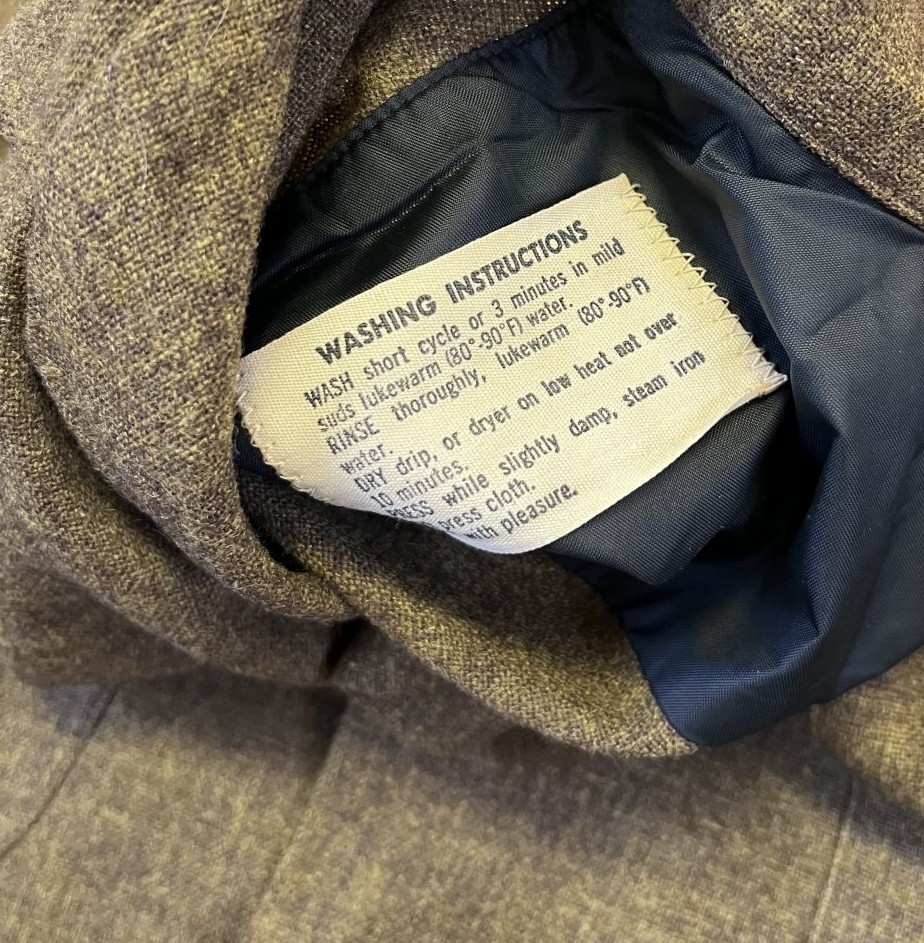 WASHING INSTRUCTIONS
WASH short cycle or 3 minutes in mild
suds lukewarm (80°-90°F) water.
RINSE thoroughly, lukewarm (80°-90°F)
water.
DRY drip, or dryer on low heat not over
10 minutes.
PRESS while slightly damp, steam iron
press cloth.
with pleasure.